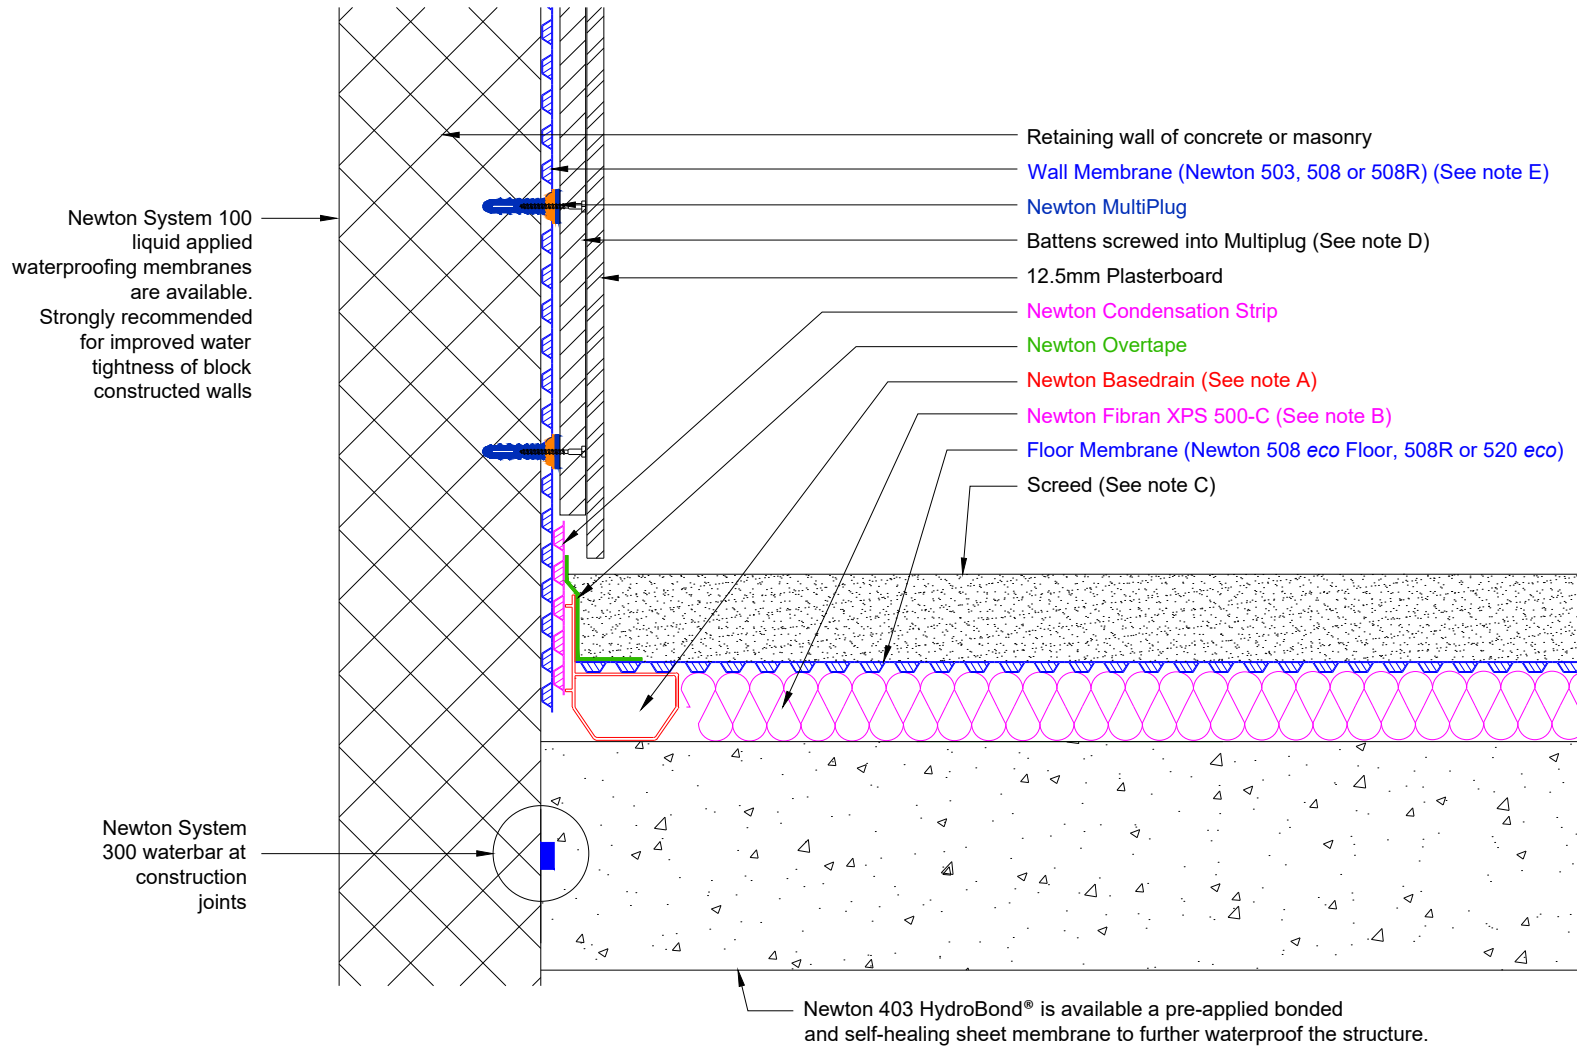 Retaining wall of concrete or masonry
Wall Membrane (Newton 503, 508 or 508R) (See note E)
Newton MultiPlug
Battens screwed into Multiplug (See note D)
12.5mm Plasterboard
Newton Condensation Strip
Newton Overtape
Newton Basedrain (See note A)
Newton Fibran XPS 500-C (See note B)
Floor Membrane (Newton 508 eco Floor, 508R or 520 eco)
Screed (See note C)
Newton System 100
liquid applied
waterproofing membranes
are available.
Strongly recommended
for improved water
tightness of block
constructed walls
Newton System
300 waterbar at
construction
joints
Newton 403 HydroBond® is available a pre-applied bonded
and self-healing sheet membrane to further waterproof the structure.